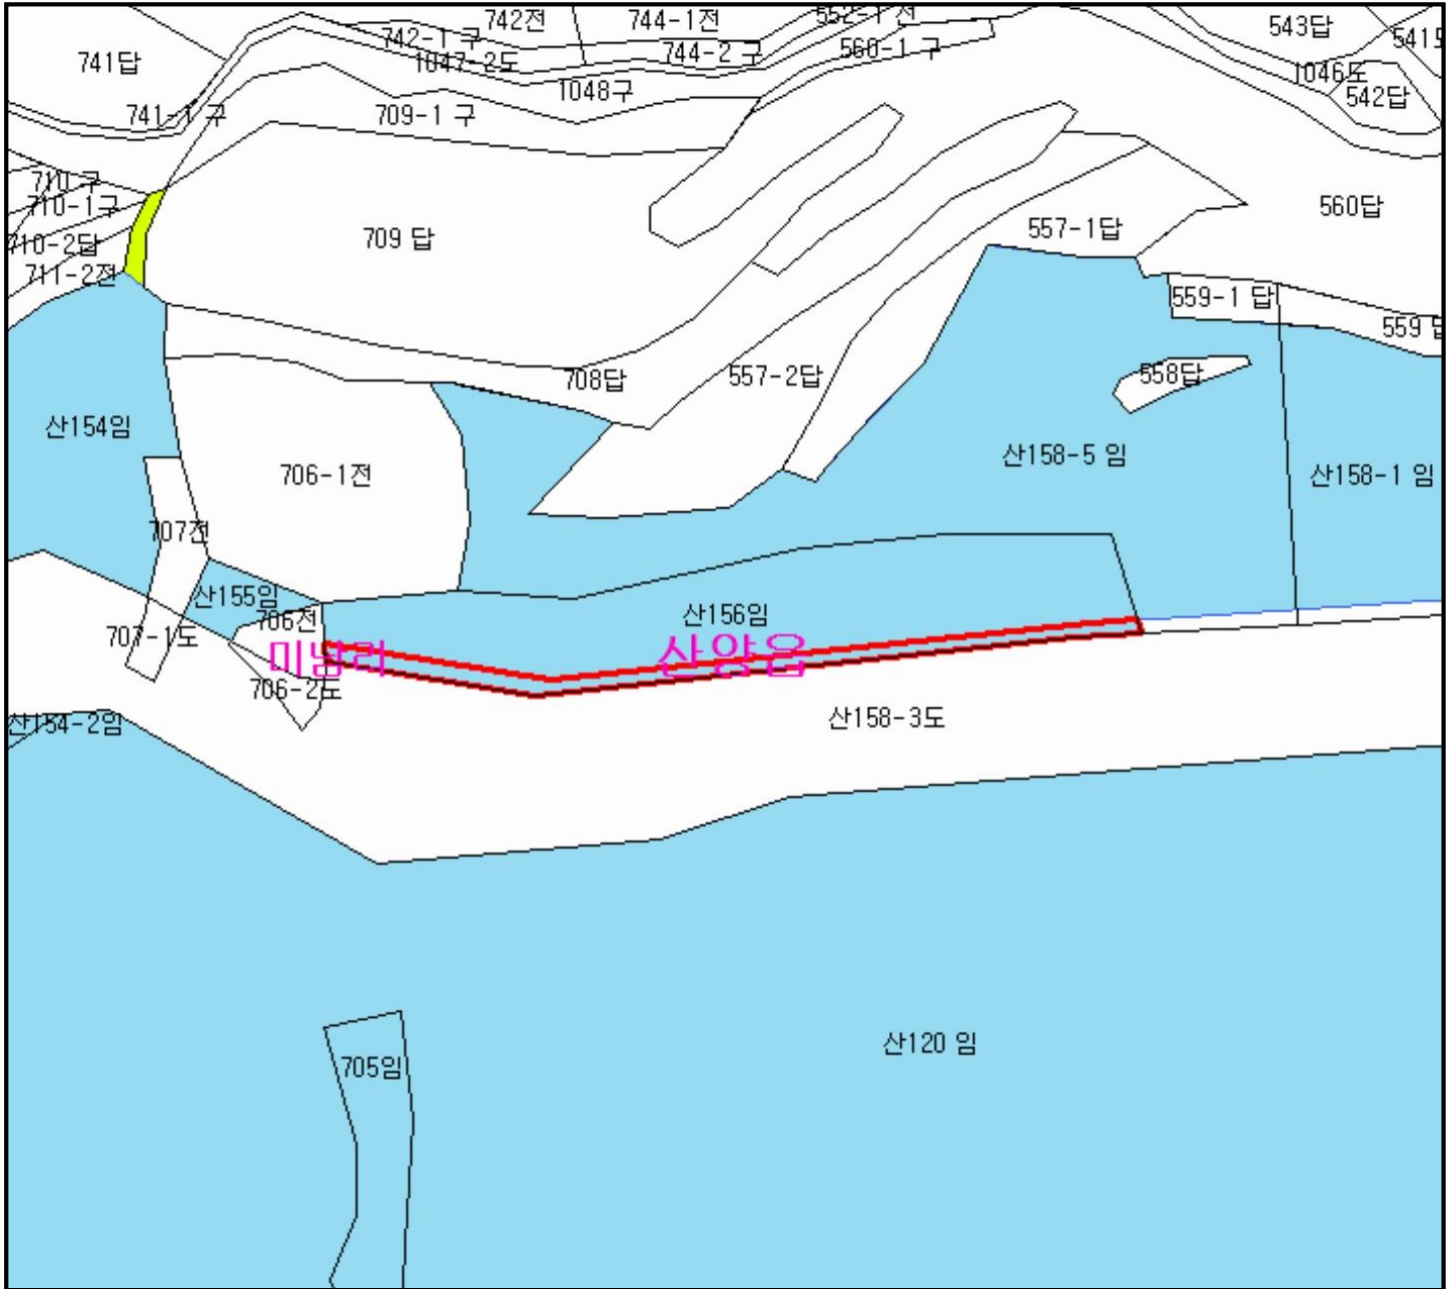 742전
744-1전
552-1 전
543답
742-1 구
744-2 구
560-1 구
741답
1047-2도
1046도
1048구
542답
741-1 구
709-1 구
710 구
710-1구
560답
709 답
557-1답
710-2답
711-2전
559-1 답
559
708답
557-2답
558답
산154임
산158-5 임
706-1전
산158-1 임
707전
산155임
산156임
706전
707-1도
산양읍
706-2도
산158-3도
산154-2임
산120 임
705임